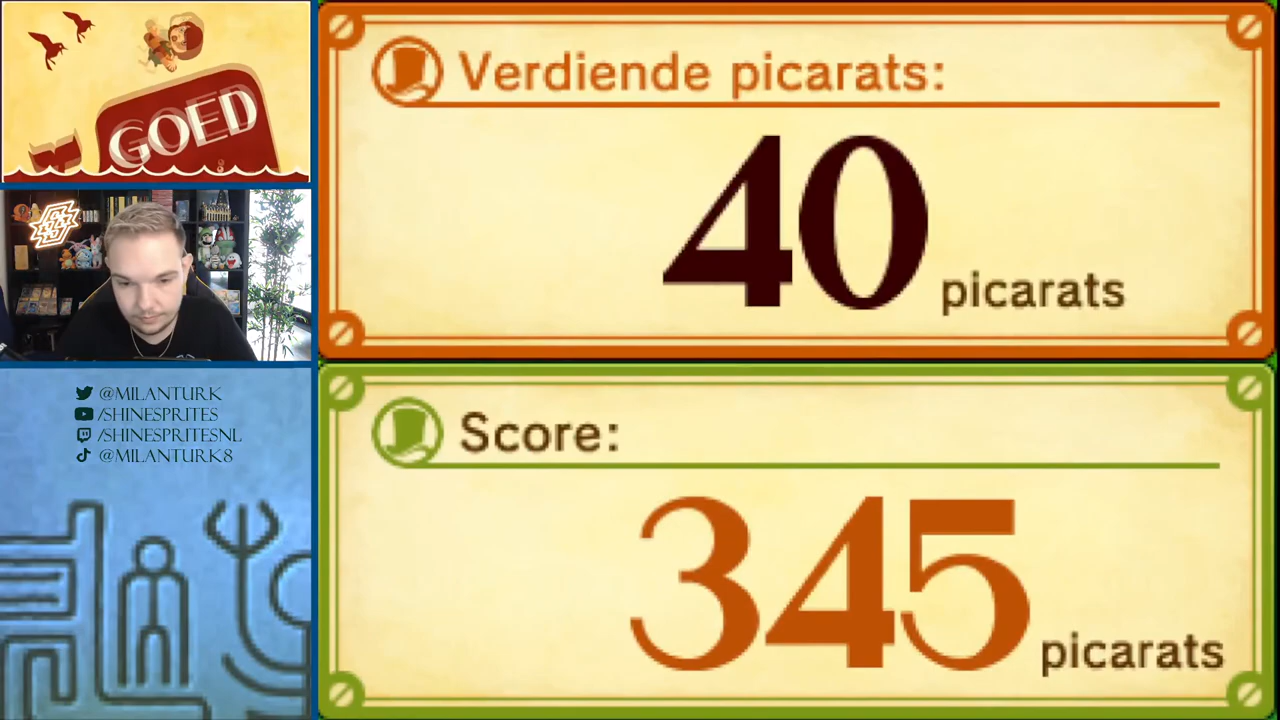 GOED
@MILANTURK
/SHINESPRITES
/SHINESPRITESNL
@MILANTURK8
Verdiende picarats:
40 picarats
Score:
345 picarats